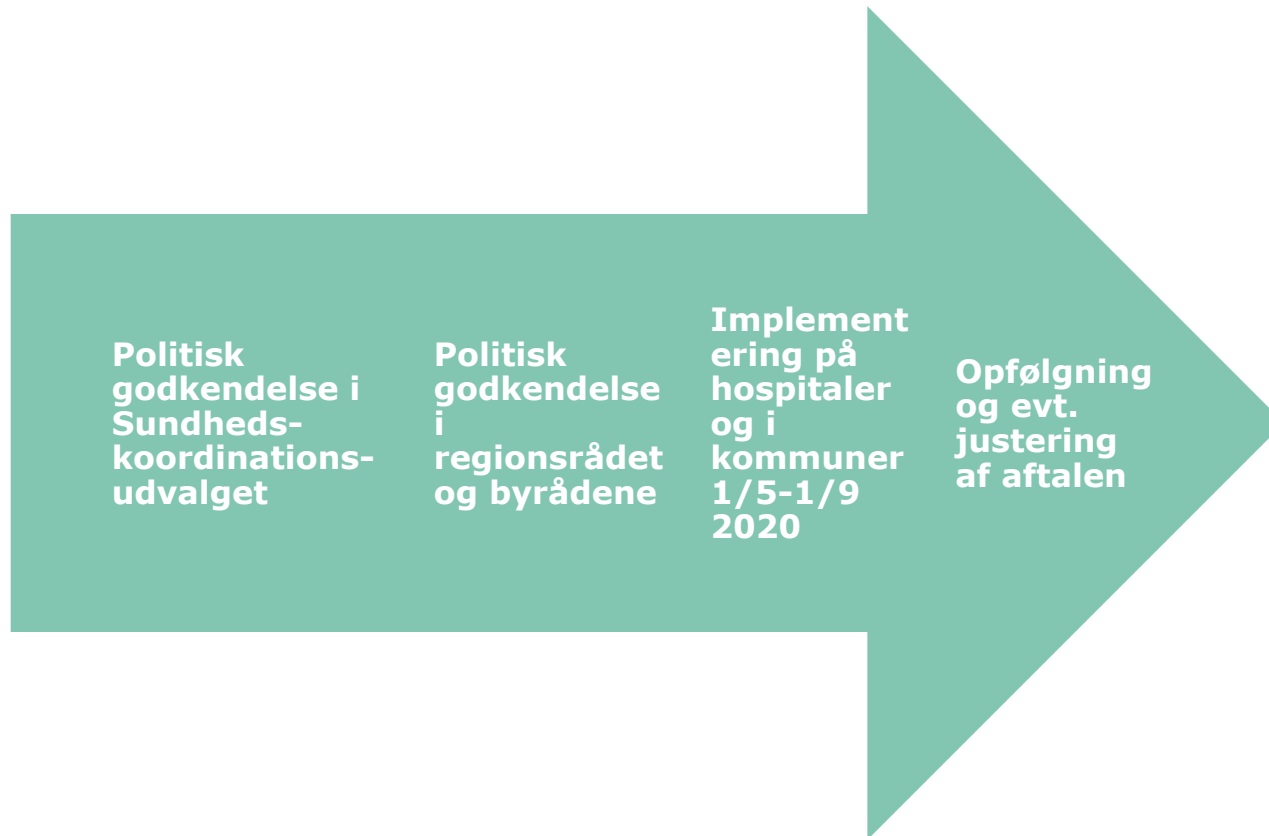 Politisk
godkendelse i
Sundheds-
koordinations-
udvalget
Politisk
godkendelse
i
regionsrådet
og byrådene
Implement
ering på
hospitaler
og i
kommuner
1/5-1/9
2020
Opfølgning
og evt.
justering
af aftalen